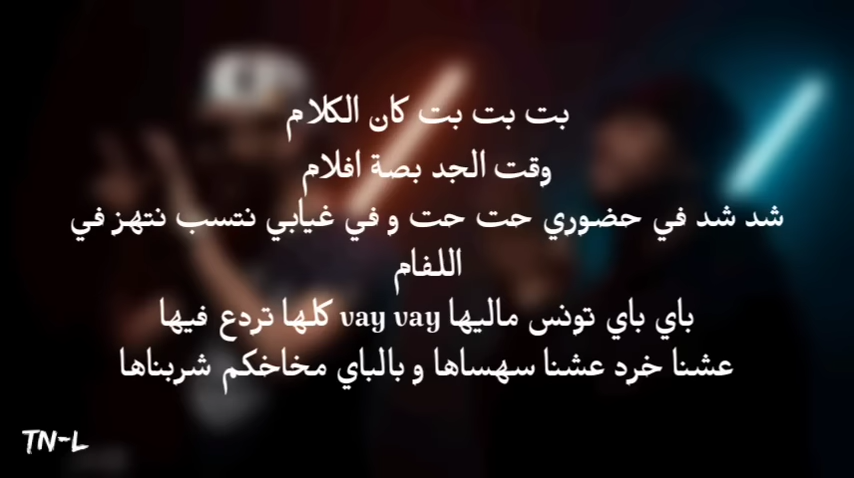 بت بت بت كان الكلام
وقت الجد بصة افلام
شد شد في حضوري حت حت و في غيابي نتسب نتهز في
اللفام
باي باي تونس ماليها vay vay كلها تردع فيها
عشنا خرد عشنا سهساها و بالباي مخاخكم شربناها
TN-L